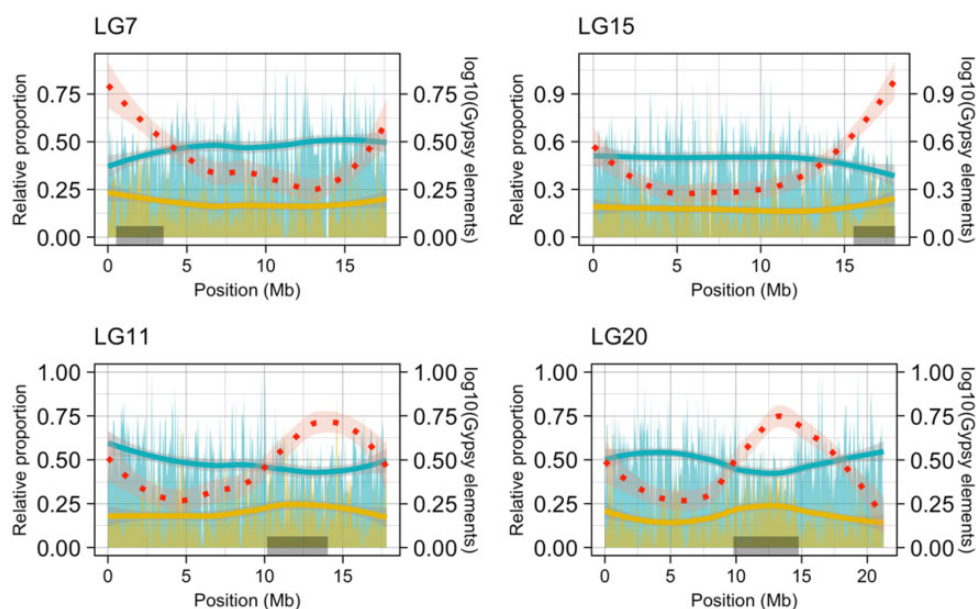 LG7
Relative proportion
0.75
0.50
0.25
0.00
0.75
0.50
0.25
0.00
log10(Gypsy elements)
0 5 10 15
Position (Mb)
LG15
Relative proportion
0.9
0.6
0.3
0.0
0.9
0.6
0.3
0.0
log10(Gypsy elements)
0 5 10 15
Position (Mb)
LG11
Relative proportion
1.00
0.75
0.50
0.25
0.00
1.00
0.75
0.50
0.25
0.00
log10(Gypsy elements)
0 5 10 15
Position (Mb)
LG20
Relative proportion
1.00
0.75
0.50
0.25
0.00
1.00
0.75
0.50
0.25
0.00
log10(Gypsy elements)
0 5 10 15 20
Position (Mb)